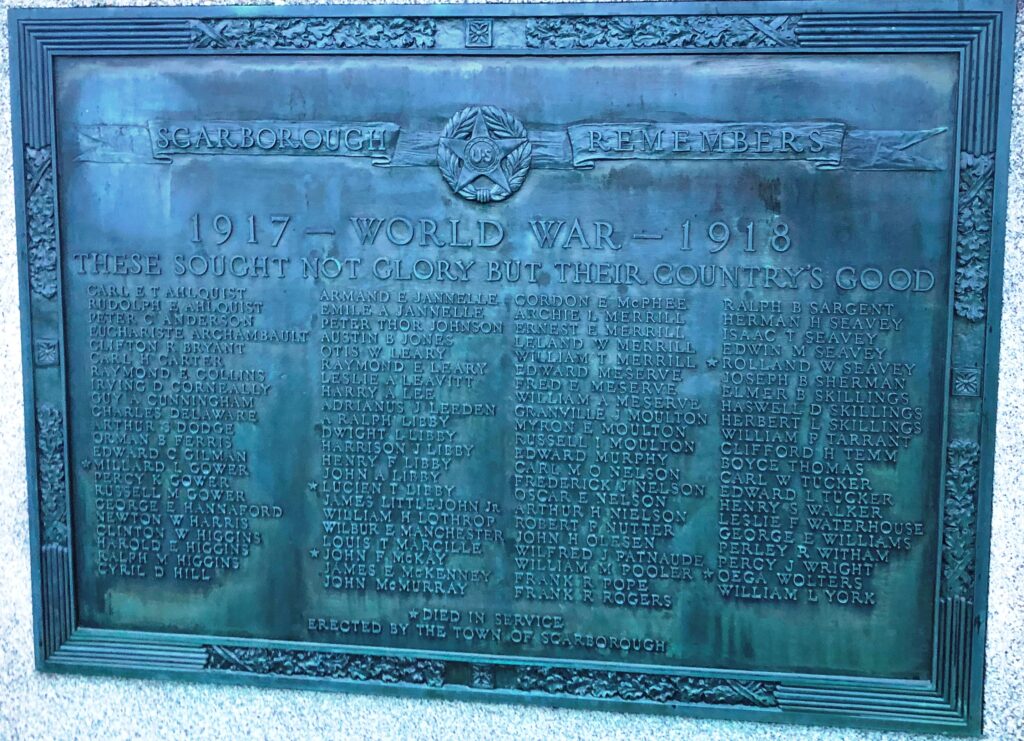 SCARBOROUGH US REMEMBERS
1917 – WORLD WAR – 1918
THESE SOUGHT NOT GLORY BUT THEIR COUNTRY'S GOOD
CARL E T AHLQUIST
RUDOLPH E AHLQUIST
PETER C ANDERSON
EUCHARISTE ARCHAMBAULT
CLIFTON R BRYANT
CARL H CARTER
RAYMOND E COLLINS
IRVING D CONNEALLY
GUY A CUNNINGHAM
CHARLES DELAWARE
ARTHUR S DODGE
ORMAN B FERRIS
EDWARD C GILMAN
*MILLARD L GOWER
PERCY L GOWER
RUSSELL M GOWER
GEORGE E HANNAFORD
NEWTON W HARRIS
CLINTON W HIGGINS
HAROLD E HIGGINS
RALPH M HIGGINS
CYRIL D HILL
ARMAND E JANNELLE
EMILE A JANNELLE
PETER THOR JOHNSON
AUSTIN B JONES
OTIS W LEARY
RAYMOND E LEARY
LESLIE A LEAVITT
HARRY A LEE
ADRIANUS J LEEDEN
A RALPH LIBBY
DWIGHT L LIBBY
HARRISON J LIBBY
HENRY F LIBBY
JOHN A LIBBY
*LUCIEN T LIBBY
JAMES LITTLEJOHN JR.
WILLIAM H LOTHROP
WILBUR I MANCHESTER
LOUIS T
*JOHN F McKAY
JAMES E McKENNEY
JOHN McMURRAY
GORDON E McPHEE
ARCHIE L MERRILL
ERNEST E MERRILL
LELAND W MERRILL
WILLIAM T MERRILL
EDWARD MESERVE
FRED E MESERVE
WILLIAM A MESERVE
GRANVILLE J MOULTON
MYRON E MOULTON
RUSSELL I MOULTON
EDWARD MURPHY
CARL M O NELSON
FREDERICK J NELSON
OSCAR E NELSON
ARTHUR H NIELSON
ROBERT F NUTTER
JOHN H OLESEN
WILFRED J PATNAUDE
WILLIAM M POOLER
FRANK R POPE
FRANK R ROGERS
RALPH B SARGENT
HERMAN H SEAVEY
ISAAC T SEAVEY
EDWIN M SEAVEY
*ROLLAND W SEAVEY
JOSEPH B SHERMAN
ELMER B SKILLINGS
HASWELL D SKILLINGS
HERBERT L SKILLINGS
WILLIAM F TARRANT
CLIFFORD H TEMM
BOYCE THOMAS
CARL W TUCKER
EDWARD L TUCKER
HENRY S WALKER
LESLIE F WATERHOUSE
GEORGE E WILLIAMS
PERLEY R WITHAM
PERCY J WRIGHT
*OEGA WOLTERS
WILLIAM L YORK
*DIED IN SERVICE
ERECTED BY THE TOWN OF SCARBOROUGH